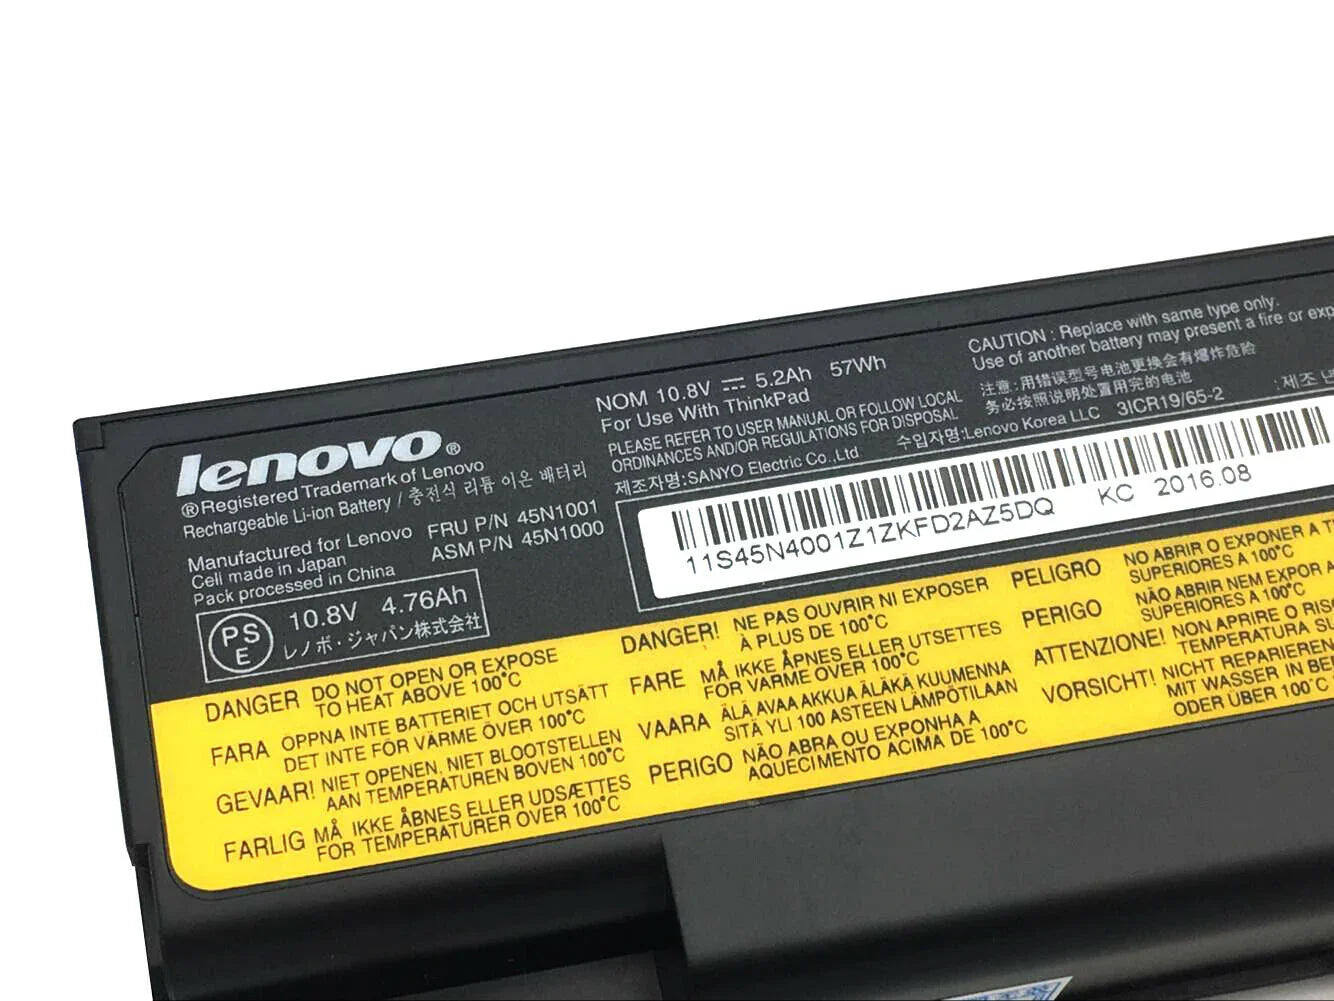 lenovo®
®Registered Trademark of Lenovo
Rechargeable Li-ion Battery / 충전식 리튬 이온 배터리
Manufactured for Lenovo FRU P/N 45N1001
Cell made in Japan ASM P/N 45N1000
Pack processed in China
PS
E
10.8V 4.76Ah
レノボ・ジャパン株式会社
NOM 10.8V 5.2Ah 57Wh
For Use With ThinkPad
PLEASE REFER TO USER MANUAL OR FOLLOW LOCAL
ORDINANCES AND/OR REGULATIONS FOR DISPOSAL
제조자명:SANYO Electric Co.,Ltd 수입자명:Lenovo Korea LLC 3ICR19/65-2 :제조
CAUTION : Replace with same type only.
Use of another battery may present a fire or exp
注意:用错误型号电池更换会有爆炸危险
务必按照说明处置用完的电池
11S45N4001Z1ZKFD2AZ5DQ KC 2016.08
DANGER DO NOT OPEN OR EXPOSE
TO HEAT ABOVE 100°C
FARA OPPNA INTE BATTERIET OCH UTSÄTT
DET INTE FÖR VÄRME ÖVER 100°C
GEVAAR! NIET OPENEN, NIET BLOOTSTELLEN
AAN TEMPERATUREN BOVEN 100°C
FARLIG MÅ IKKE ÅBNES ELLER UDSÆTTES
FOR TEMPERATURER OVER 100°C
DANGER! NE PAS OUVRIR NI EXPOSER
À PLUS DE 100°C
FARE MÅ IKKE ÅPNES ELLER UTSETTES
FOR VARME OVER 100°C
VAARA ÄLÄ AVAA AKKUA ÄLÄKÄ KUUMENNA
SITÄ YLI 100 ASTEEN LÄMPÖTILAAN
PERIGO NÃO ABRA OU EXPONHA A
AQUECIMENTO ACIMA DE 100°C
PELIGRO NO ABRIR O EXPONER A T
SUPERIORES A 100°C
PERIGO NÃO ABRIR NEM EXPOR A
SUPERIORES A 100°C
ATTENZIONE! NON APRIRE O RISC
TEMPERATURA SU
VORSICHT! NICHT REPARIEREN
MIT WASSER IN BE
ODER ÜBER 100°C